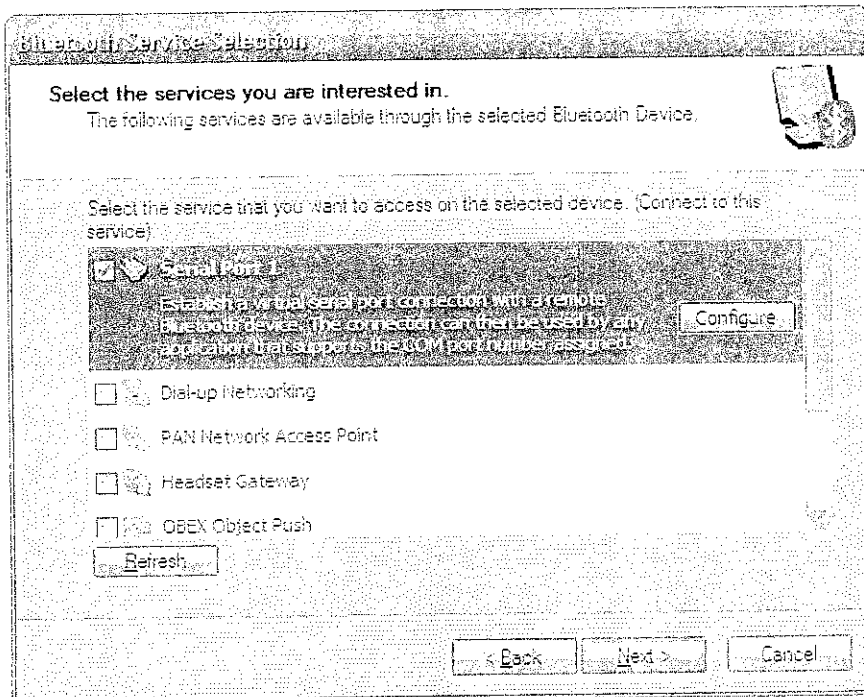 Bluetooth Service Selection
Select the services you are interested in.
The following services are available through the selected Bluetooth Device.
Select the service that you want to access on the selected device. (Connect to this
service)
Serial Port 1
Establish a virtual serial port connection with a remote
Bluetooth device. The connection can then be used by any
application that supports the COM port number assigned.
Configure
Dial-up Networking
PAN Network Access Point
Headset Gateway
OBEX Object Push
Refresh
< Back
Next >
Cancel